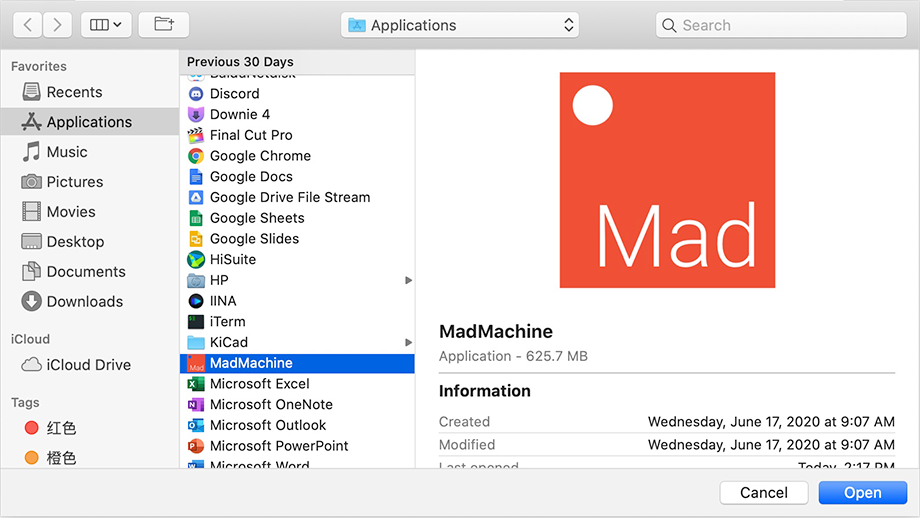 Applications
Search
Favorites
Recents
Applications
Music
Pictures
Movies
Desktop
Documents
Downloads
iCloud
iCloud Drive
Tags
红色
橙色
Previous 30 Days
BaiduNetdisk
Discord
Downie 4
Final Cut Pro
Google Chrome
Google Docs
Google Drive File Stream
Google Sheets
Google Slides
HiSuite
HP
IINA
iTerm
KiCad
Mad
MadMachine
Microsoft Excel
Microsoft OneNote
Microsoft Outlook
Microsoft PowerPoint
Microsoft Word
Mad
MadMachine
Application - 625.7 MB
Information
Created Wednesday, June 17, 2020 at 9:07 AM
Modified Wednesday, June 17, 2020 at 9:07 AM
Last opened Today, 2:17 PM
Cancel
Open